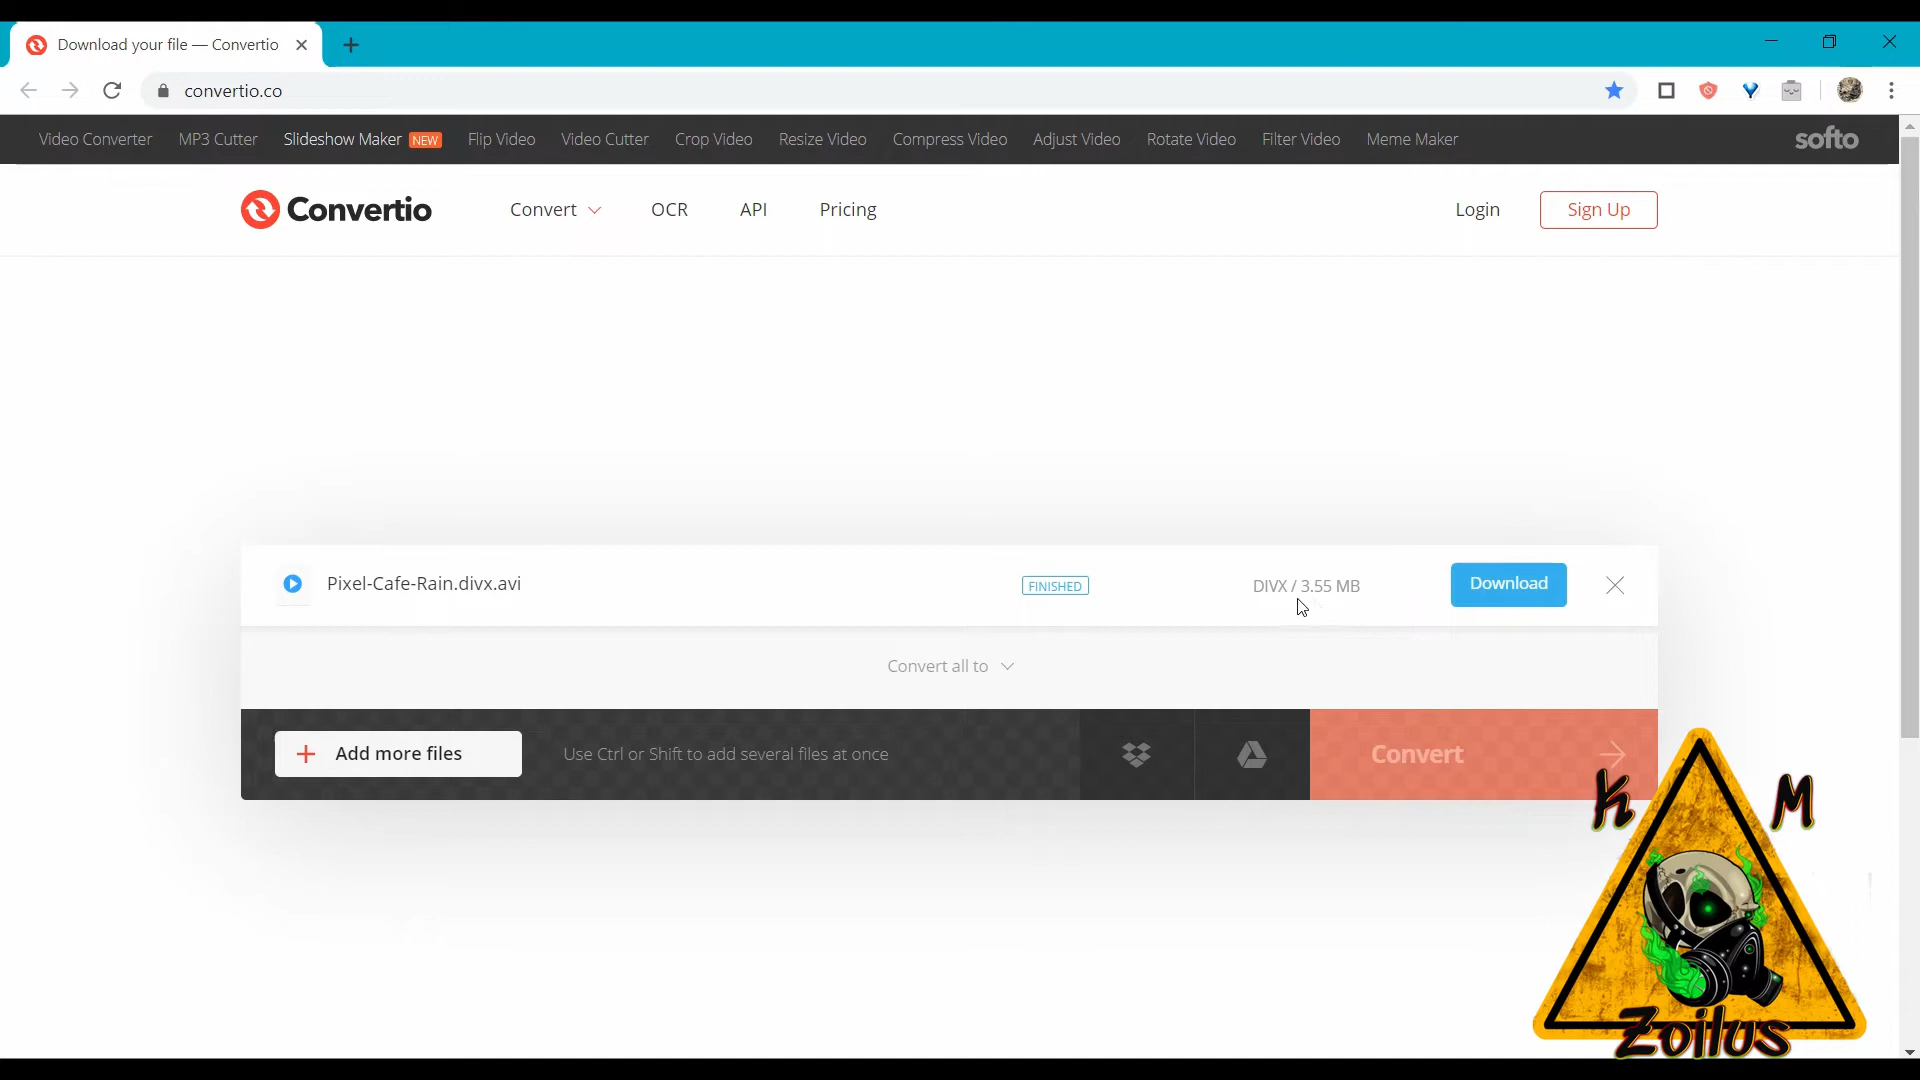 Download your file — Convertio
convertio.co
Video Converter MP3 Cutter Slideshow Maker NEW Flip Video Video Cutter Crop Video Resize Video Compress Video Adjust Video Rotate Video Filter Video Meme Maker softo
Convertio Convert OCR API Pricing Login Sign Up
Pixel-Cafe-Rain.divx.avi FINISHED DIVX / 3.55 MB Download
Convert all to
Add more files Use Ctrl or Shift to add several files at once Convert
K M
Zoilus